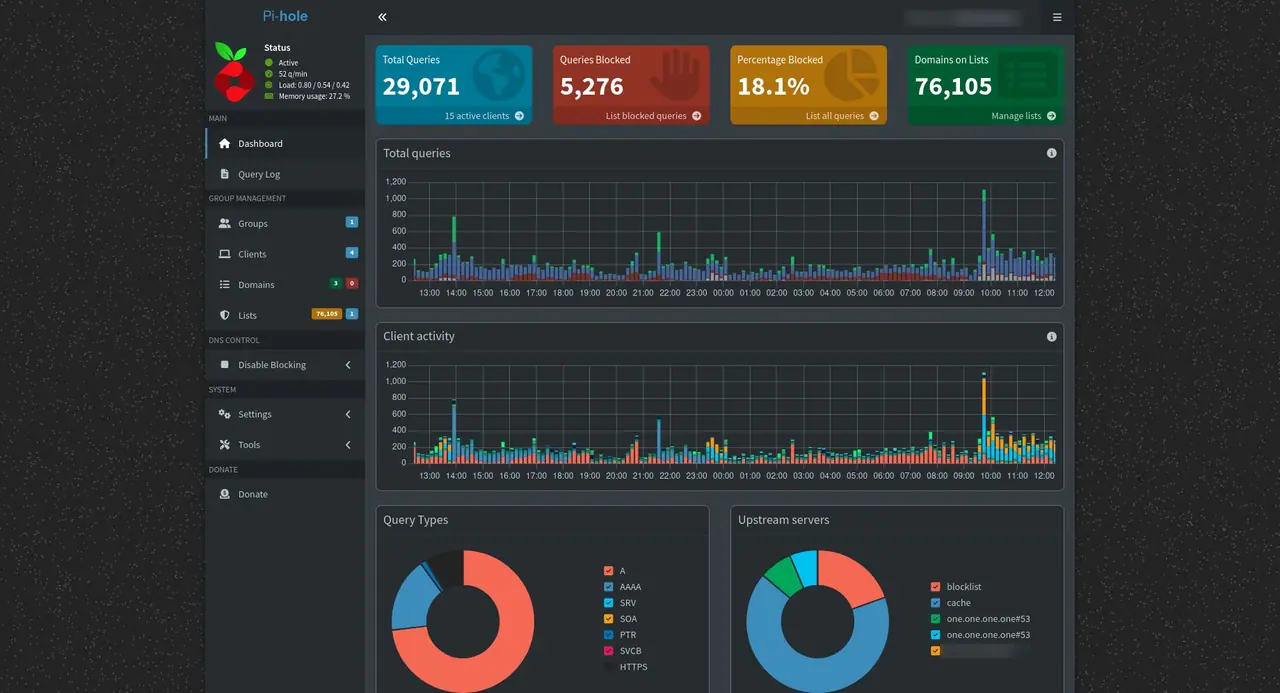 Pi-hole
Status
Active
52 q/min
Load: 0.80 / 0.54 / 0.42
Memory usage: 27.2 %
MAIN
Dashboard
Query Log
GROUP MANAGEMENT
Groups 1
Clients 4
Domains 3 0
Lists 76,105 1
DNS CONTROL
Disable Blocking
SYSTEM
Settings
Tools
DONATE
Donate
Total Queries
29,071
15 active clients
Queries Blocked
5,276
List blocked queries
Percentage Blocked
18.1%
List all queries
Domains on Lists
76,105
Manage lists
Total queries
1,200
1,000
800
600
400
200
0
13:00 14:00 15:00 16:00 17:00 18:00 19:00 20:00 21:00 22:00 23:00 00:00 01:00 02:00 03:00 04:00 05:00 06:00 07:00 08:00 09:00 10:00 11:00 12:00
Client activity
1,200
1,000
800
600
400
200
0
13:00 14:00 15:00 16:00 17:00 18:00 19:00 20:00 21:00 22:00 23:00 00:00 01:00 02:00 03:00 04:00 05:00 06:00 07:00 08:00 09:00 10:00 11:00 12:00
Query Types
A
AAAA
SRV
SOA
PTR
SVCB
HTTPS
Upstream servers
blocklist
cache
one.one.one.one#53
one.one.one.one#53